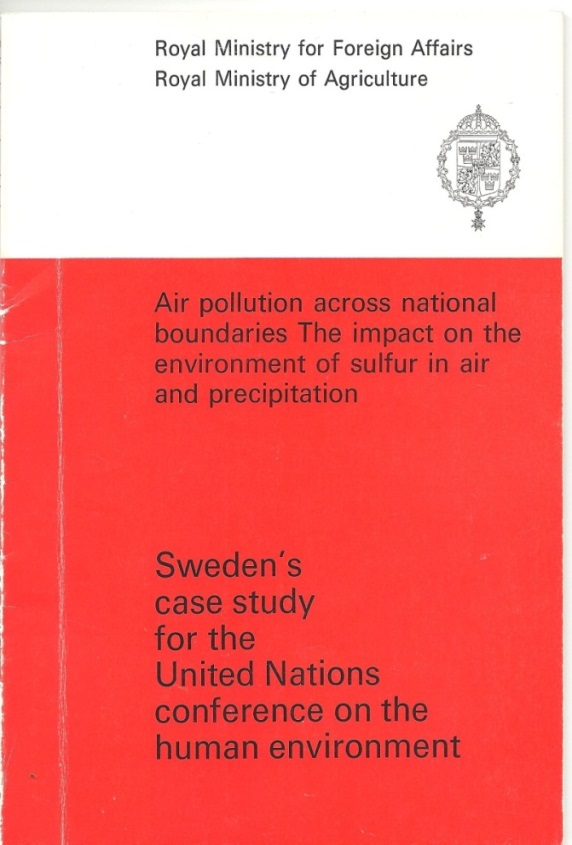 Royal Ministry for Foreign Affairs
Royal Ministry of Agriculture
Air pollution across national
boundaries The impact on the
environment of sulfur in air
and precipitation
Sweden's
case study
for the
United Nations
conference on the
human environment